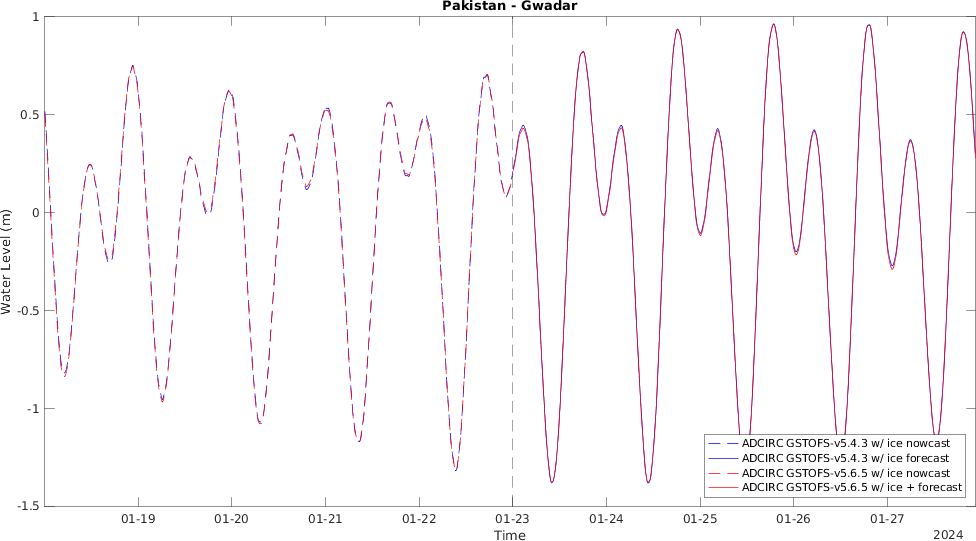 Pakistan - Gwadar
Water Level (m)
1
0.5
0
-0.5
-1
-1.5
01-19
01-20
01-21
01-22
01-23
01-24
01-25
01-26
01-27
Time
2024
ADCIRC GSTOFS-v5.4.3 w/ ice nowcast
ADCIRC GSTOFS-v5.4.3 w/ ice forecast
ADCIRC GSTOFS-v5.6.5 w/ ice nowcast
ADCIRC GSTOFS-v5.6.5 w/ ice + forecast